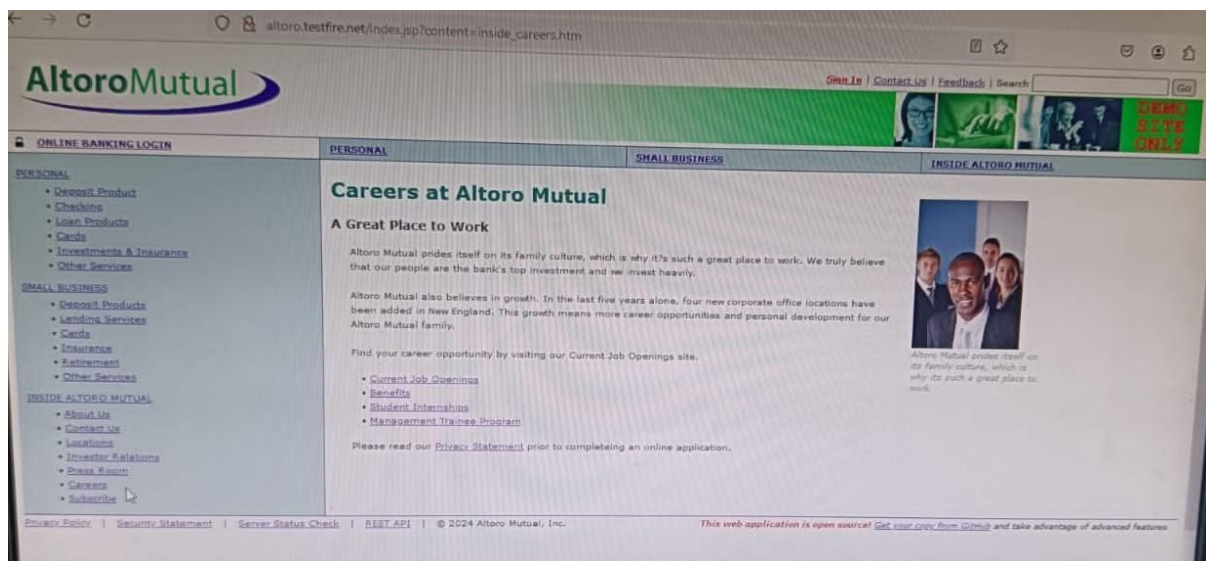 altoro.testfire.net/index.jsp?content=inside_careers.htm
AltoroMutual
Sign In | Contact Us | Feedback | Search
Go
DEMO
SITE
ONLY
ONLINE BANKING LOGIN
PERSONAL
SMALL BUSINESS
INSIDE ALTORO MUTUAL
PERSONAL
• Deposit Product
• Checking
• Loan Products
• Cards
• Investments & Insurance
• Other Services
SMALL BUSINESS
• Deposit Products
• Lending Services
• Cards
• Insurance
• Retirement
• Other Services
INSIDE ALTORO MUTUAL
• About Us
• Contact Us
• Locations
• Investor Relations
• Press Room
• Careers
• Subscribe
Careers at Altoro Mutual
A Great Place to Work
Altoro Mutual prides itself on its family culture, which is why it?s such a great place to work. We truly believe
that our people are the bank's top investment and we invest heavily.
Altoro Mutual also believes in growth. In the last five years alone, four new corporate office locations have
been added in New England. This growth means more career opportunities and personal development for our
Altoro Mutual family.
Find your career opportunity by visiting our Current Job Openings site.
• Current Job Openings
• Benefits
• Student Internships
• Management Trainee Program
Please read our Privacy Statement prior to completeing an online application.
Altoro Mutual prides itself on
its family culture, which is
why its such a great place to
work.
Privacy Policy | Security Statement | Server Status Check | REST API | © 2024 Altoro Mutual, Inc.
This web application is open source! Get your copy from GitHub and take advantage of advanced features